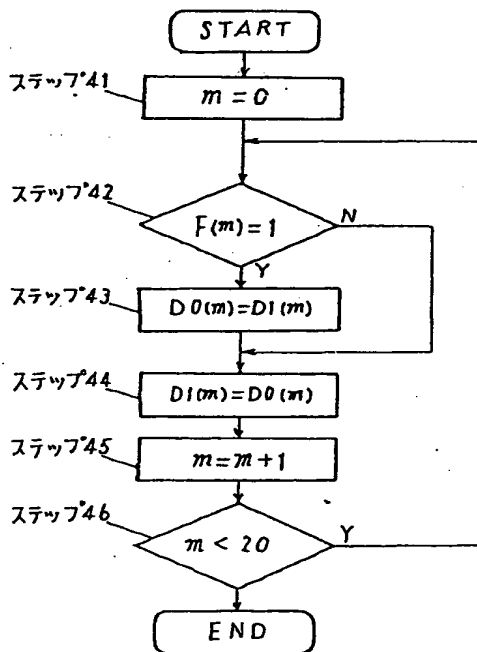 START
ステップ41
m = 0
ステップ42
F(m) = 1
N
Y
ステップ43
D0(m)=D1(m)
ステップ44
D1(m)=D0(m)
ステップ45
m = m + 1
ステップ46
m < 20
Y
END